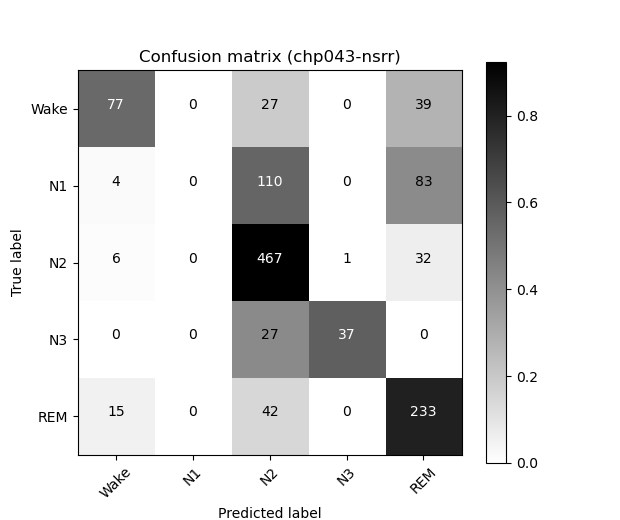 Confusion matrix (chp043-nsrr)
Wake 77 0 27 0 39
N1 4 0 110 0 83
N2 6 0 467 1 32
N3 0 0 27 37 0
REM 15 0 42 0 233
Wake N1 N2 N3 REM
Predicted label
True label
0.8
0.6
0.4
0.2
0.0